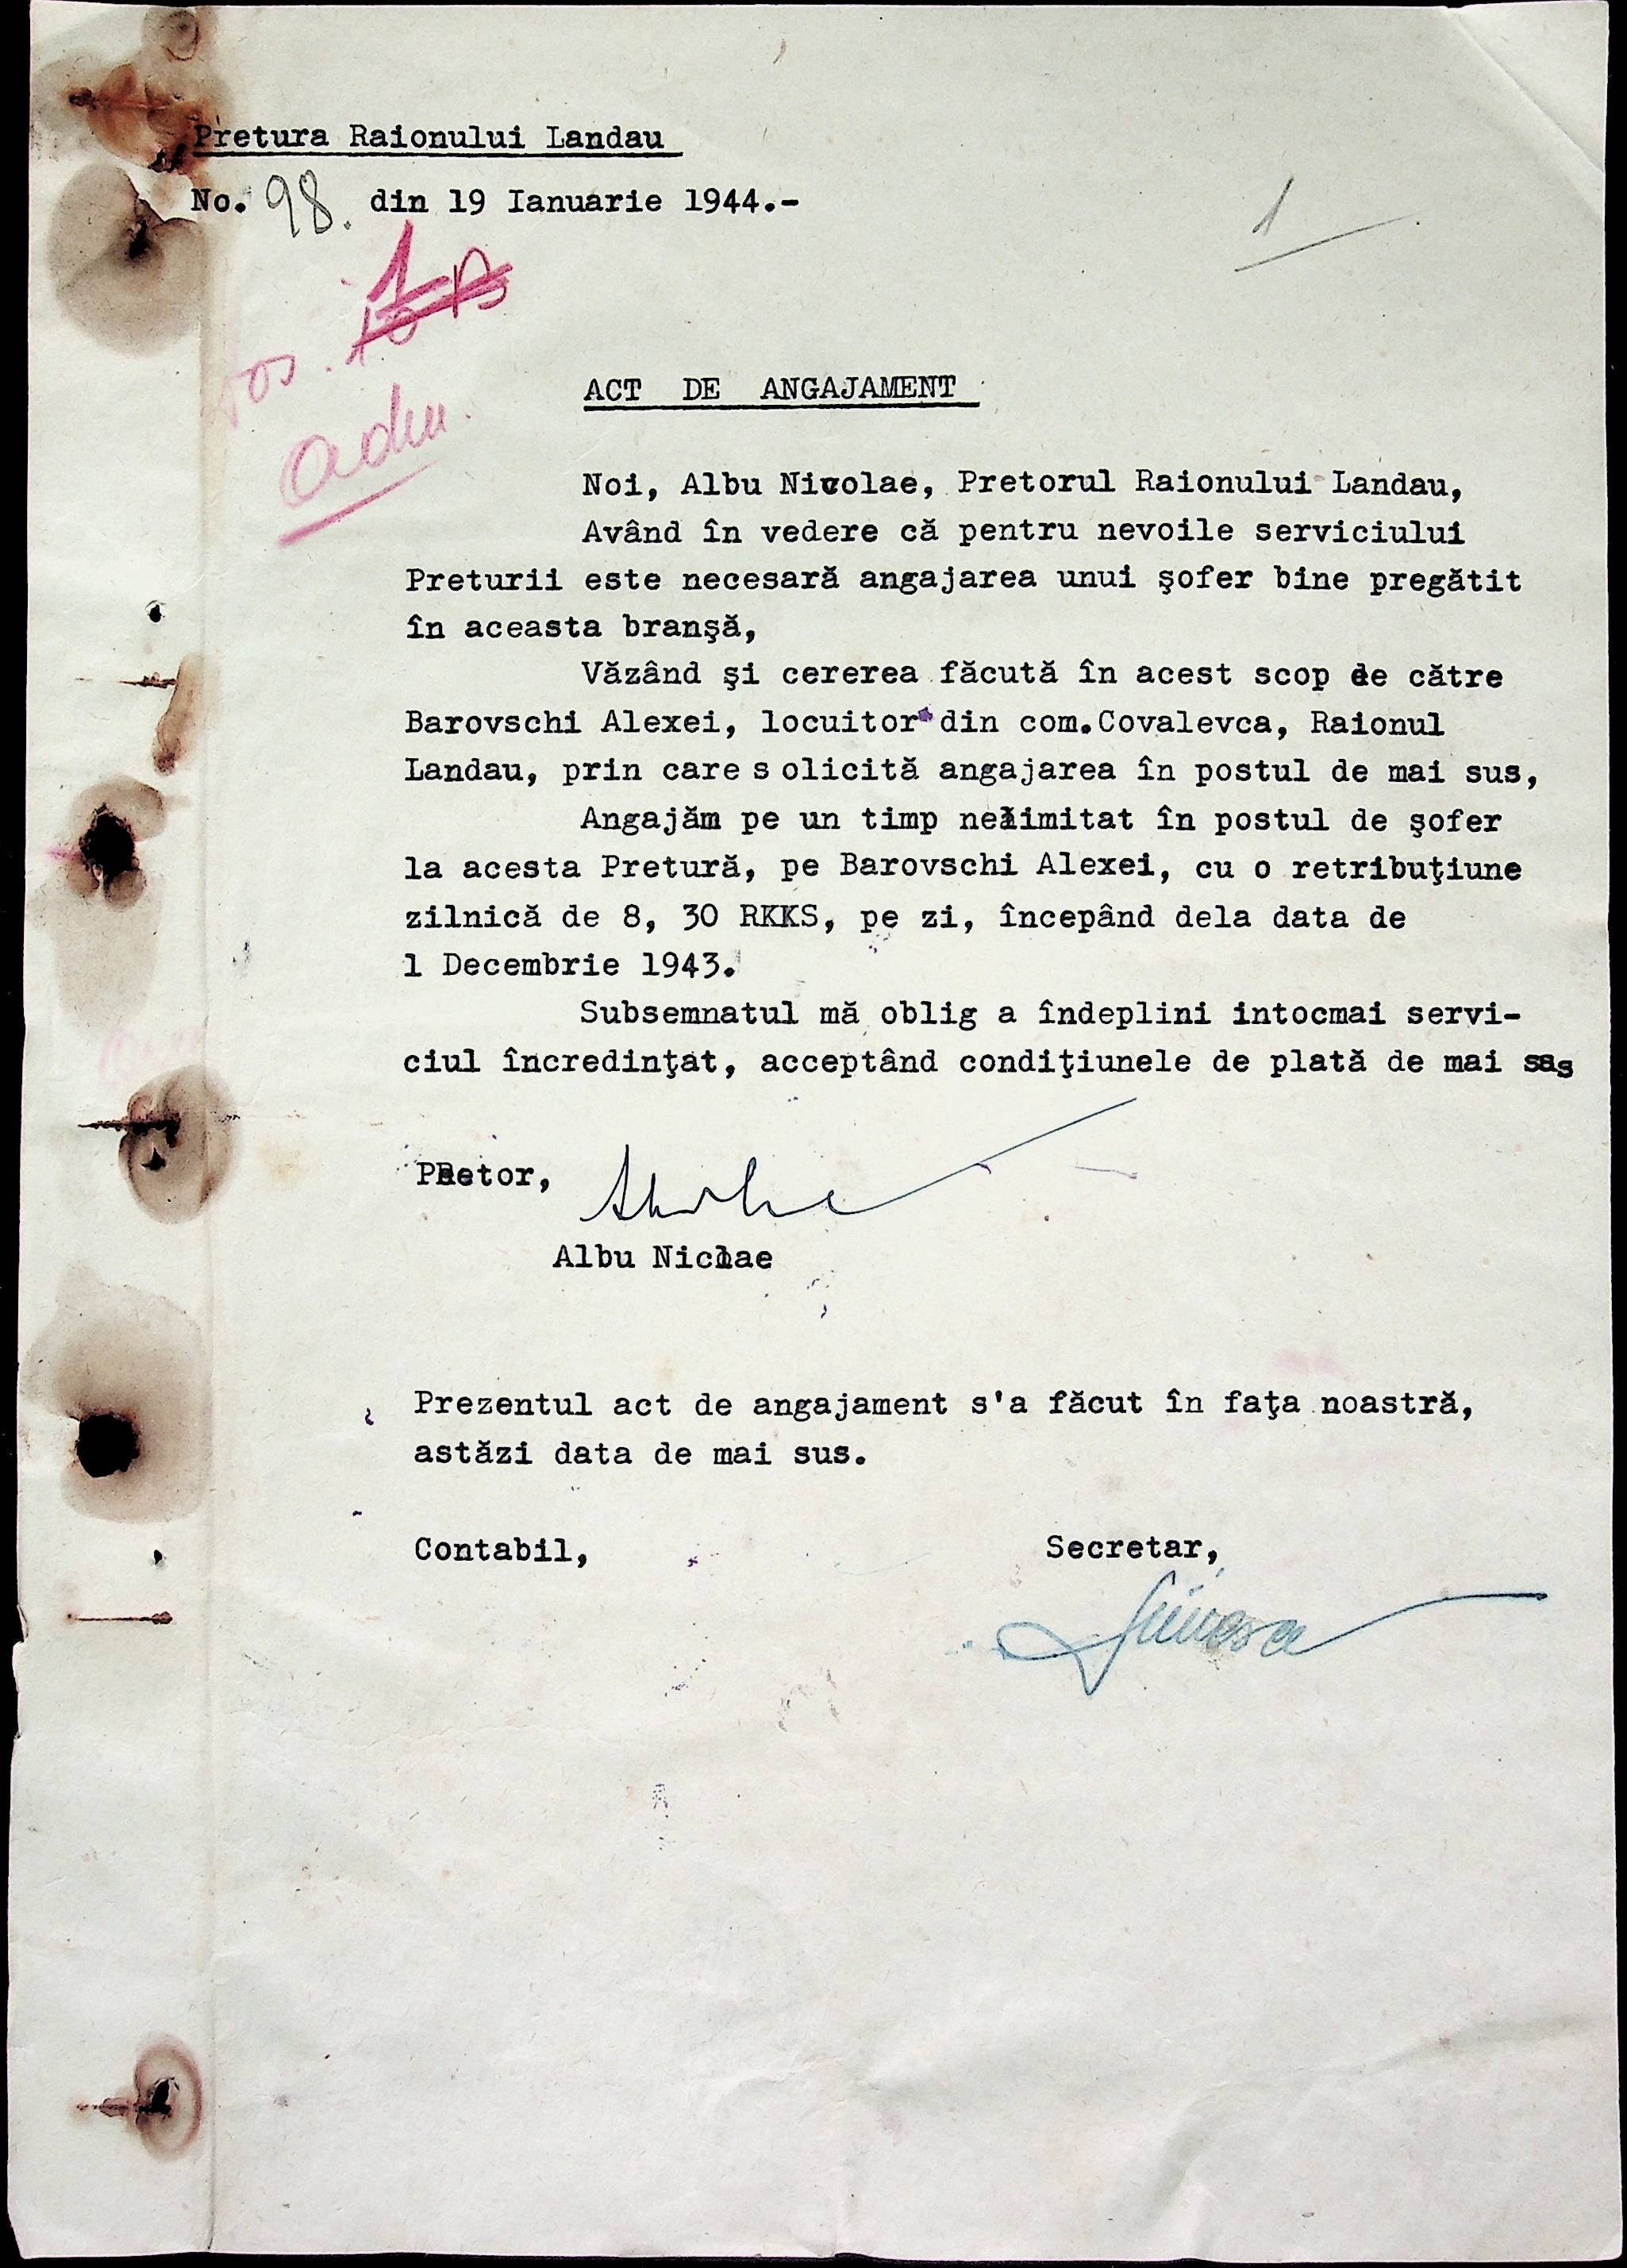 Pretura Raionului Landau
No. 98. din 19 Ianuarie 1944.-
1
1
adm.
ACT DE ANGAJAMENT
Noi, Albu Nicolae, Pretorul Raionului Landau,
Având în vedere că pentru nevoile serviciului
Preturii este necesară angajarea unui şofer bine pregătit
în aceasta branşă,
Văzând şi cererea făcută în acest scop de către
Barovschi Alexei, locuitor din com.Covalevca, Raionul
Landau, prin care s olicită angajarea în postul de mai sus,
Angajăm pe un timp nelimitat în postul de şofer
la acesta Pretură, pe Barovschi Alexei, cu o retribuţiune
zilnică de 8, 30 RKKS, pe zi, începând dela data de
1 Decembrie 1943.
Subsemnatul mă oblig a îndeplini intocmai servi-
ciul încredinţat, acceptând condiţiunele de plată de mai sas
Pretor,
Albu Niclae
Prezentul act de angajament s'a făcut în faţa noastră,
astăzi data de mai sus.
Contabil,
Secretar,